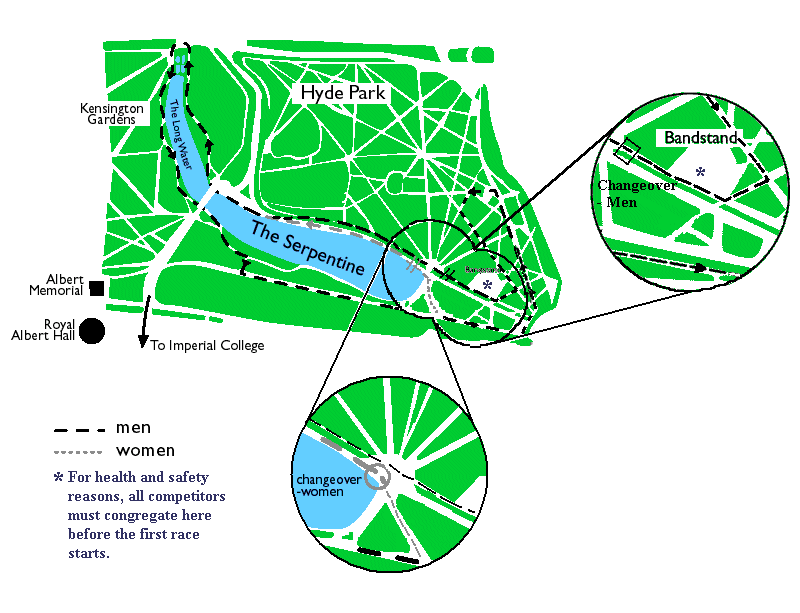 Hyde Park
Kensington
Gardens
The Long Water
Bandstand
Changeover
- Men
The Serpentine
Bandstand
*
*
Albert
Memorial
Royal
Albert Hall
To Imperial College
men
women
* For health and safety
reasons, all competitors
must congregate here
before the first race
starts.
changeover
-women